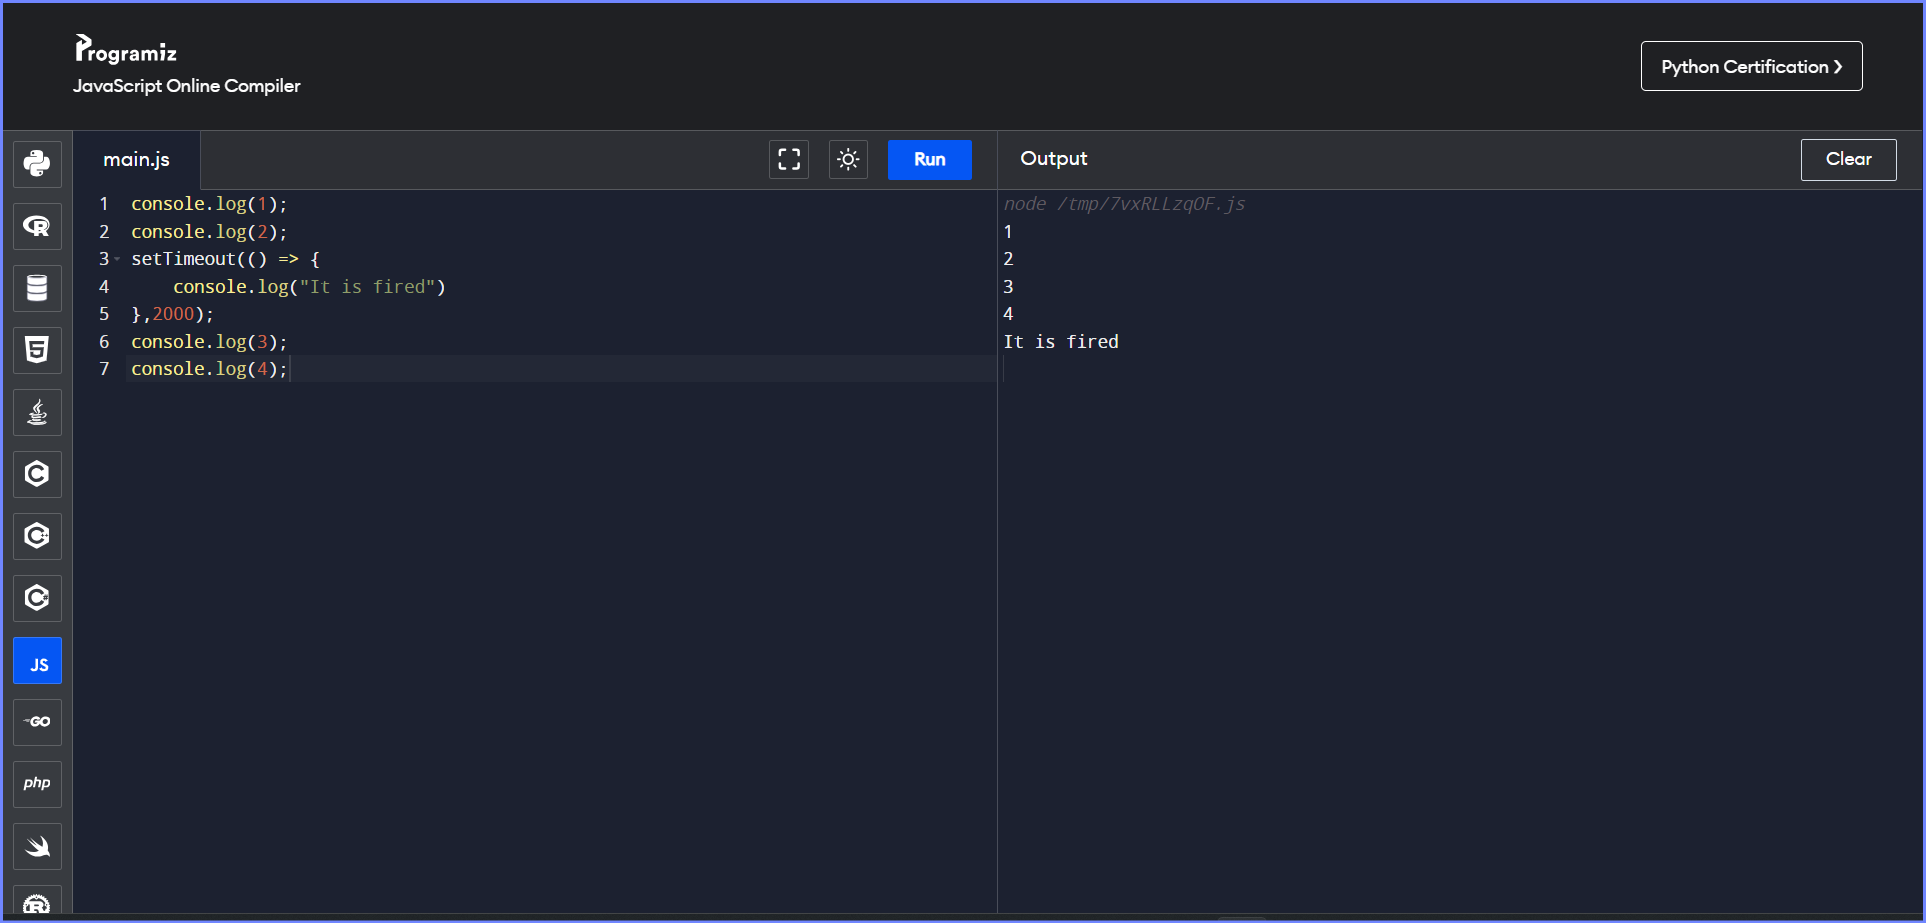 Programiz
JavaScript Online Compiler
Python Certification ❯
main.js
Run
Output
Clear
1 console.log(1);
2 console.log(2);
3 setTimeout(() => {
4     console.log("It is fired")
5 },2000);
6 console.log(3);
7 console.log(4);
node /tmp/7vxRLLzqOF.js
1
2
3
4
It is fired
R
5
C
C++
C#
JS
GO
php
R